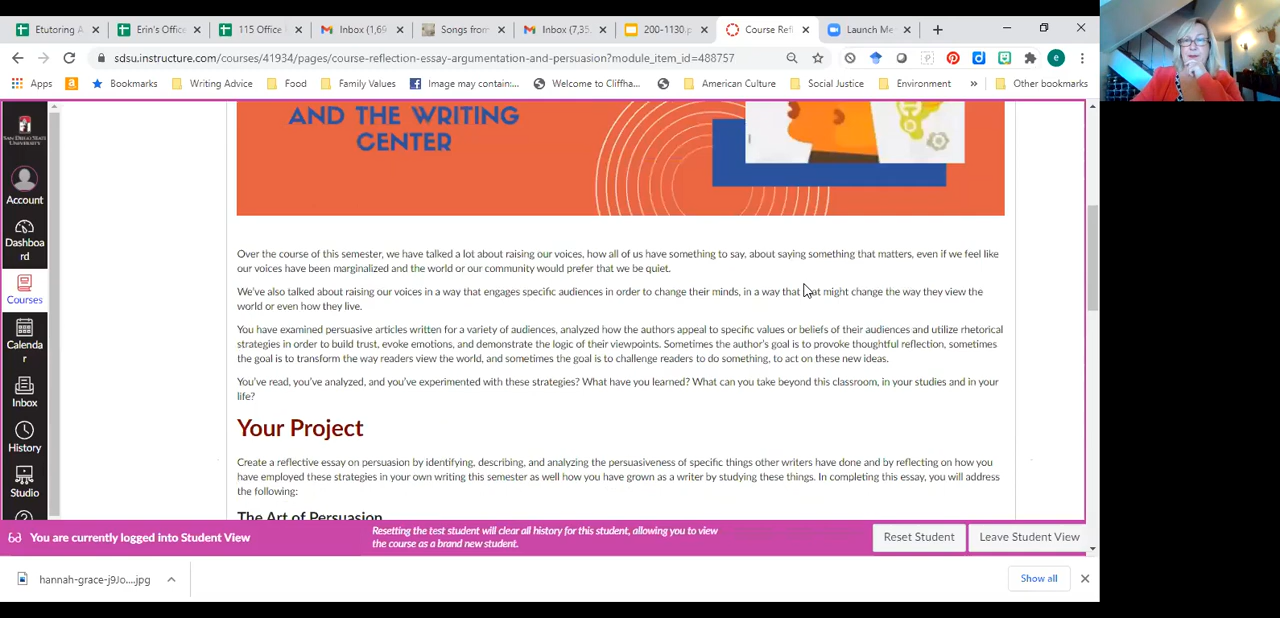 Etutoring A
Erin's Office
115 Office
Inbox (1,69
Songs from
Inbox (7,35
200-1130.p
Course Refl
Launch Me
sdsu.instructure.com/courses/41934/pages/course-reflection-essay-argumentation-and-persuasion?module_item_id=488757
e
Apps
Bookmarks
Writing Advice
Food
Family Values
Image may contain:...
Welcome to Cliffha...
American Culture
Social Justice
Environment
»
Other bookmarks
SAN DIEGO STATE
UNIVERSITY
Account
Dashboa
rd
Courses
Calenda
r
Inbox
History
Studio
AND THE WRITING
CENTER
Over the course of this semester, we have talked a lot about raising our voices, how all of us have something to say, about saying something that matters, even if we feel like
our voices have been marginalized and the world or our community would prefer that we be quiet.
We've also talked about raising our voices in a way that engages specific audiences in order to change their minds, in a way that that might change the way they view the
world or even how they live.
You have examined persuasive articles written for a variety of audiences, analyzed how the authors appeal to specific values or beliefs of their audiences and utilize rhetorical
strategies in order to build trust, evoke emotions, and demonstrate the logic of their viewpoints. Sometimes the author's goal is to provoke thoughtful reflection, sometimes
the goal is to transform the way readers view the world, and sometimes the goal is to challenge readers to do something, to act on these new ideas.
You've read, you've analyzed, and you've experimented with these strategies? What have you learned? What can you take beyond this classroom, in your studies and in your
life?
Your Project
Create a reflective essay on persuasion by identifying, describing, and analyzing the persuasiveness of specific things other writers have done and by reflecting on how you
have employed these strategies in your own writing this semester as well how you have grown as a writer by studying these things. In completing this essay, you will address
the following:
The Art of Persuasion
You are currently logged into Student View
Resetting the test student will clear all history for this student, allowing you to view
the course as a brand new student.
Reset Student
Leave Student View
hannah-grace-j9Jo....jpg
Show all